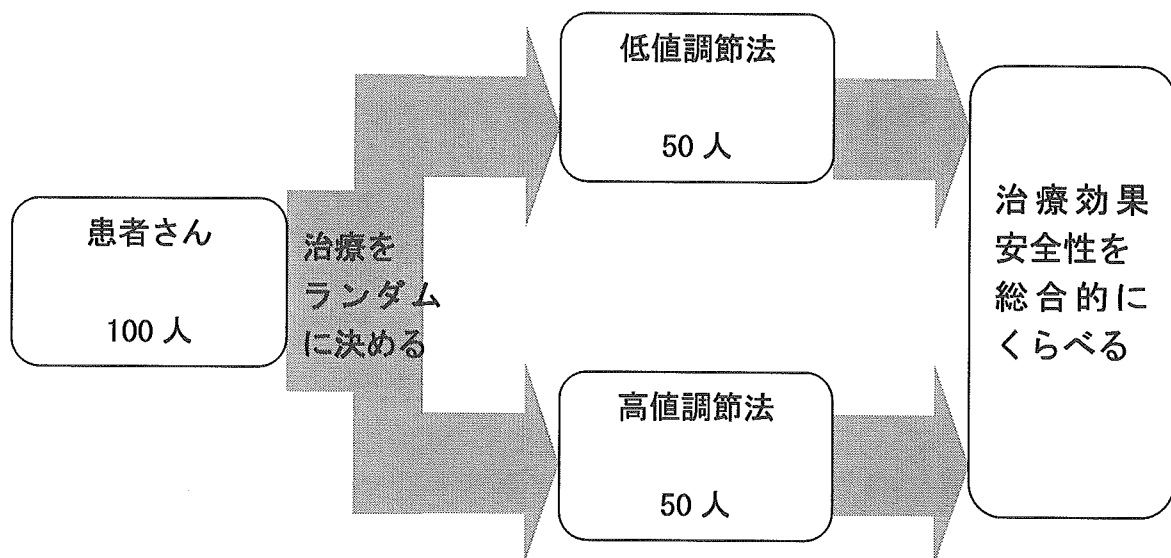 患者さん
100 人
治療を
ランダム
に決める
低値調節法
50 人
高値調節法
50 人
治療効果
安全性を
総合的に
くらべる